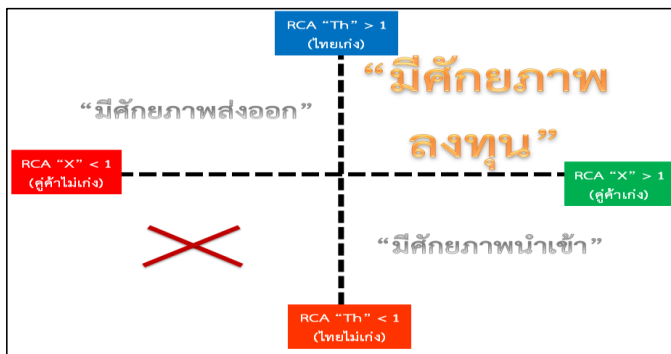 RCA “Th” > 1
(ไทยเก่ง)
“มีศักยภาพ
ลงทุน”
“มีศักยภาพส่งออก”
RCA “X” < 1
(คู่ค้าไม่เก่ง)
RCA “X” > 1
(คู่ค้าเก่ง)
“มีศักยภาพนำเข้า”
RCA “Th” < 1
(ไทยไม่เก่ง)